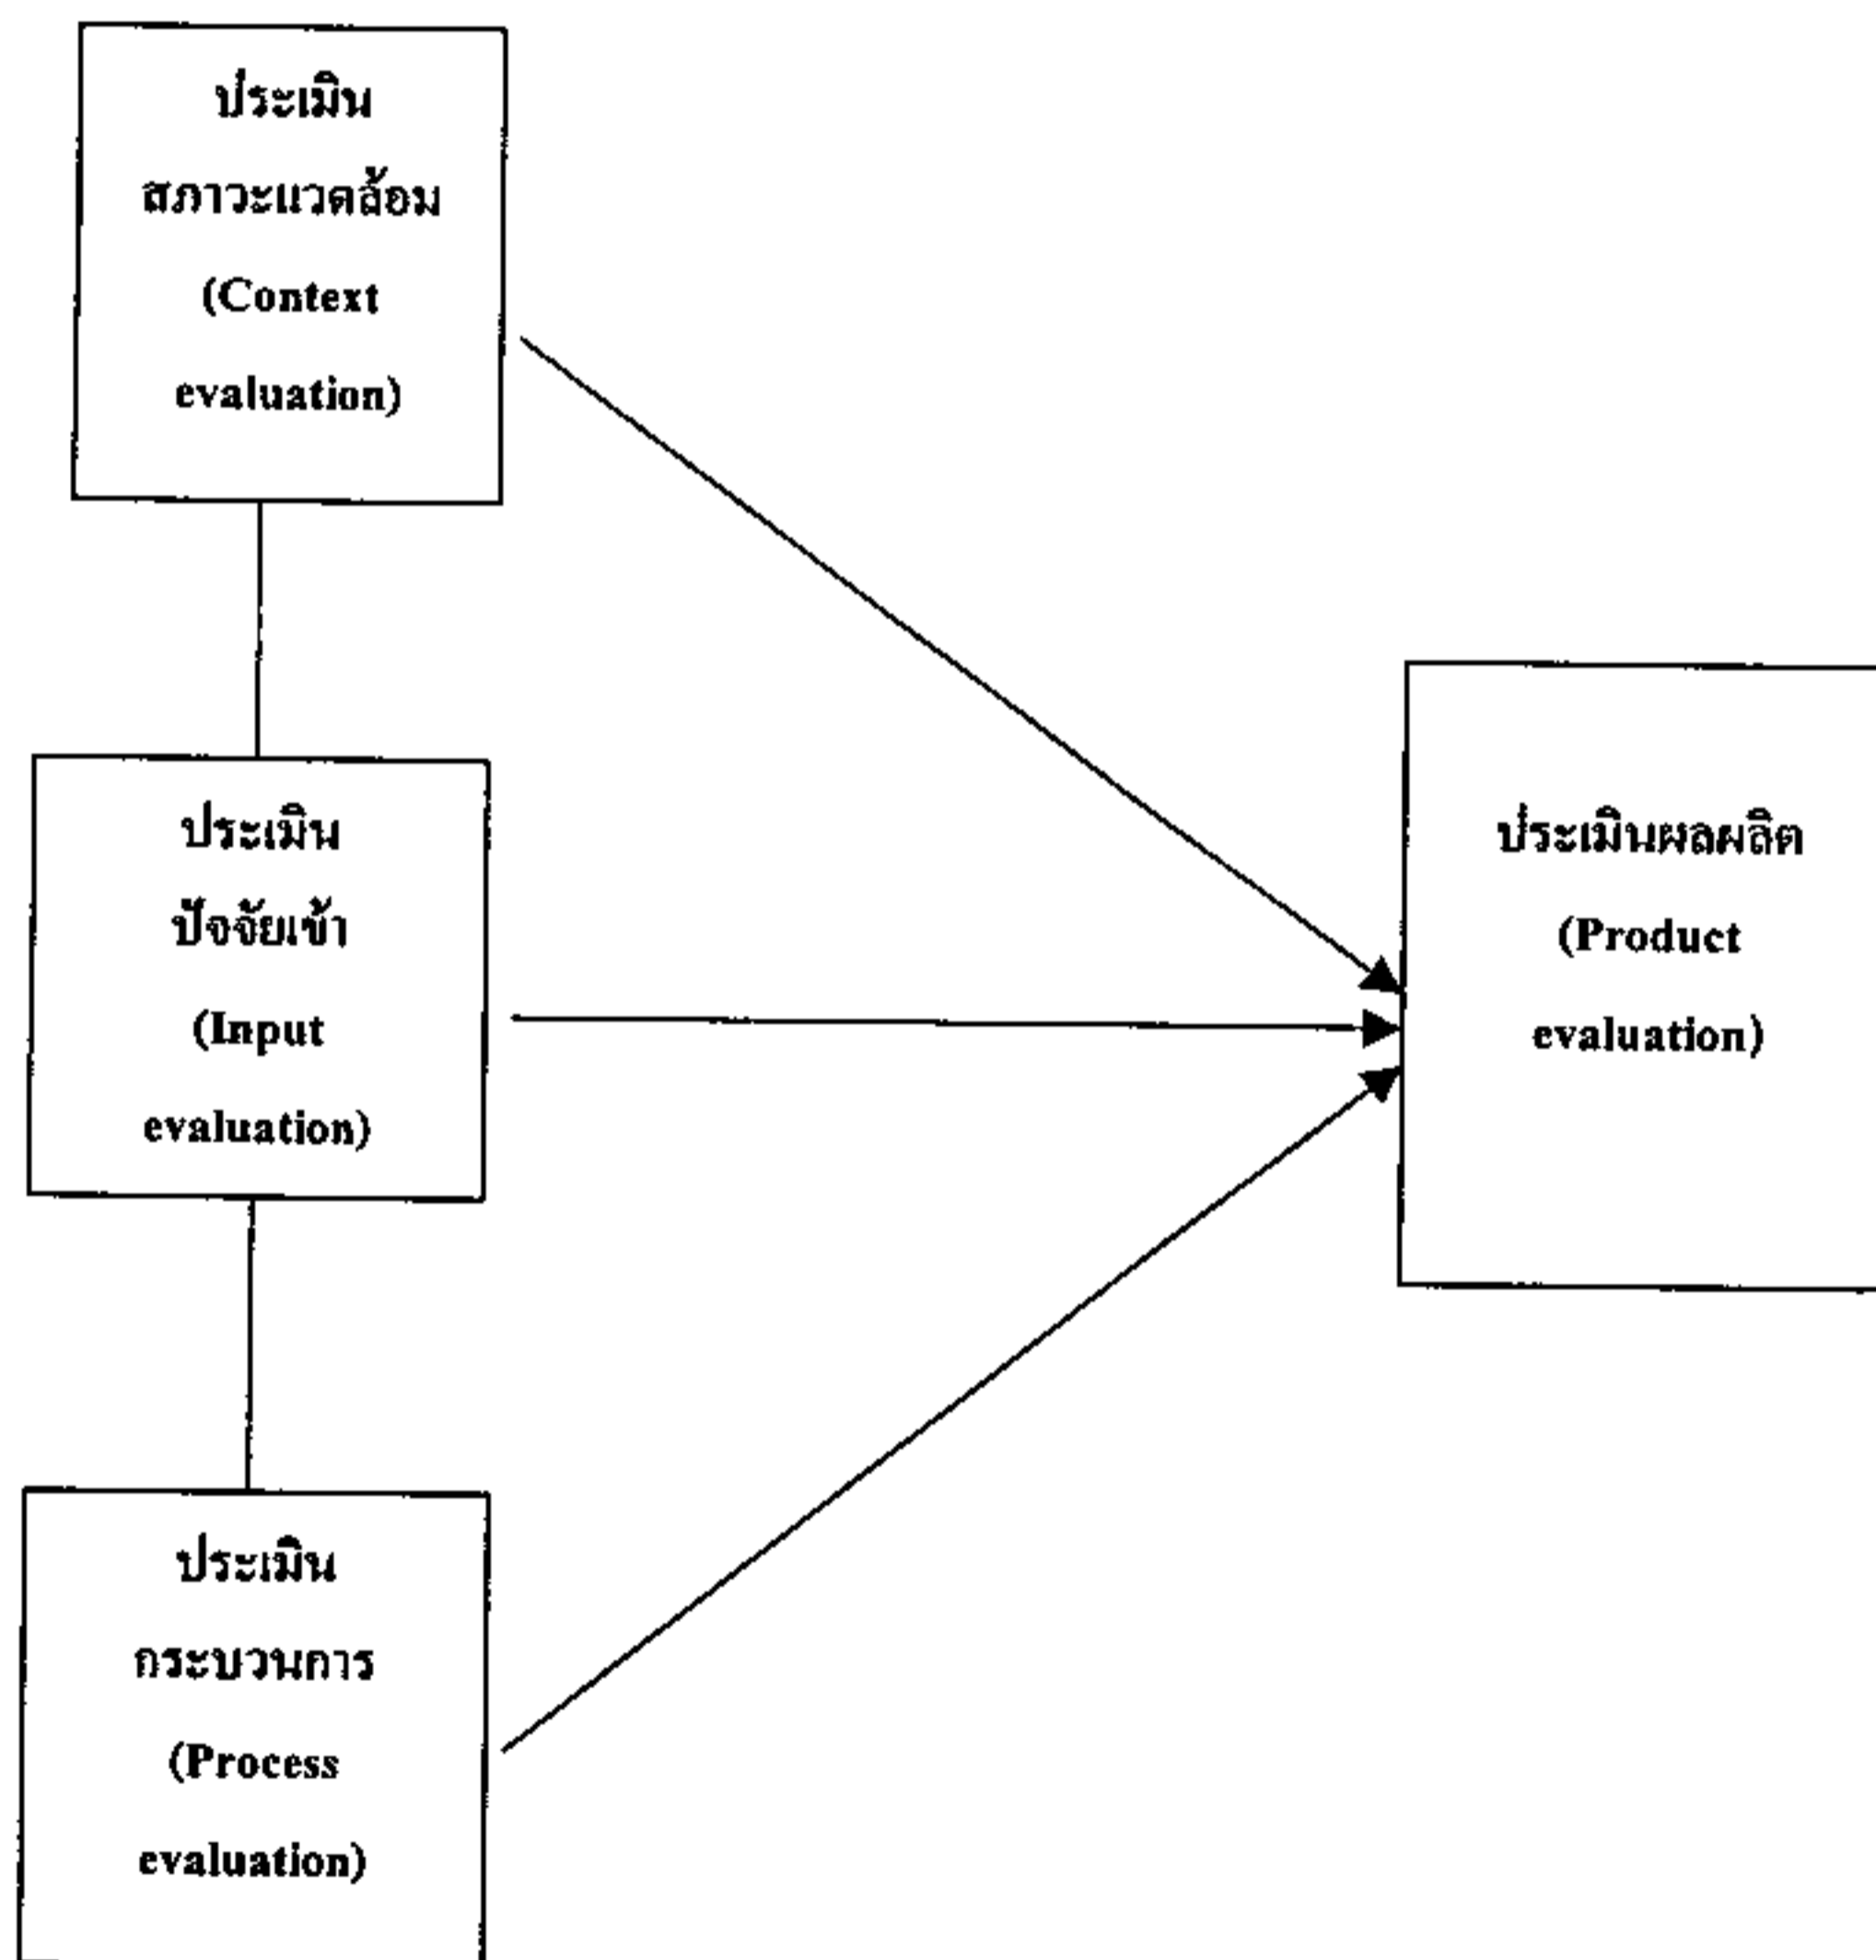 ประเมิน
สภาวะแวดล้อม
(Context
evaluation)
ประเมิน
ปัจจัยเข้า
(Input
evaluation)
ประเมินผลผลิต
(Product
evaluation)
ประเมิน
กระบวนการ
(Process
evaluation)